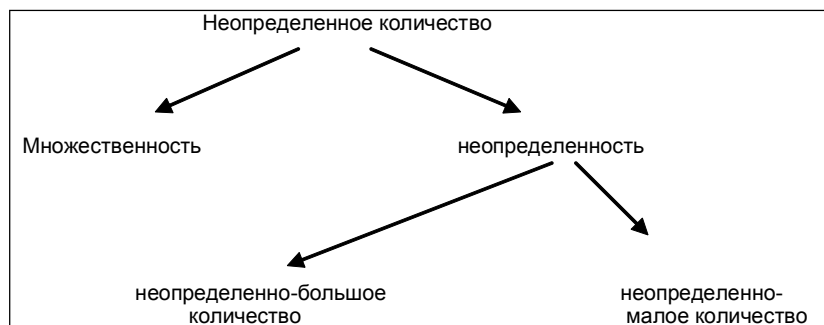 Неопределенное количество
Множественность
неопределенность
неопределенно-большое
количество
неопределенно-
малое количество